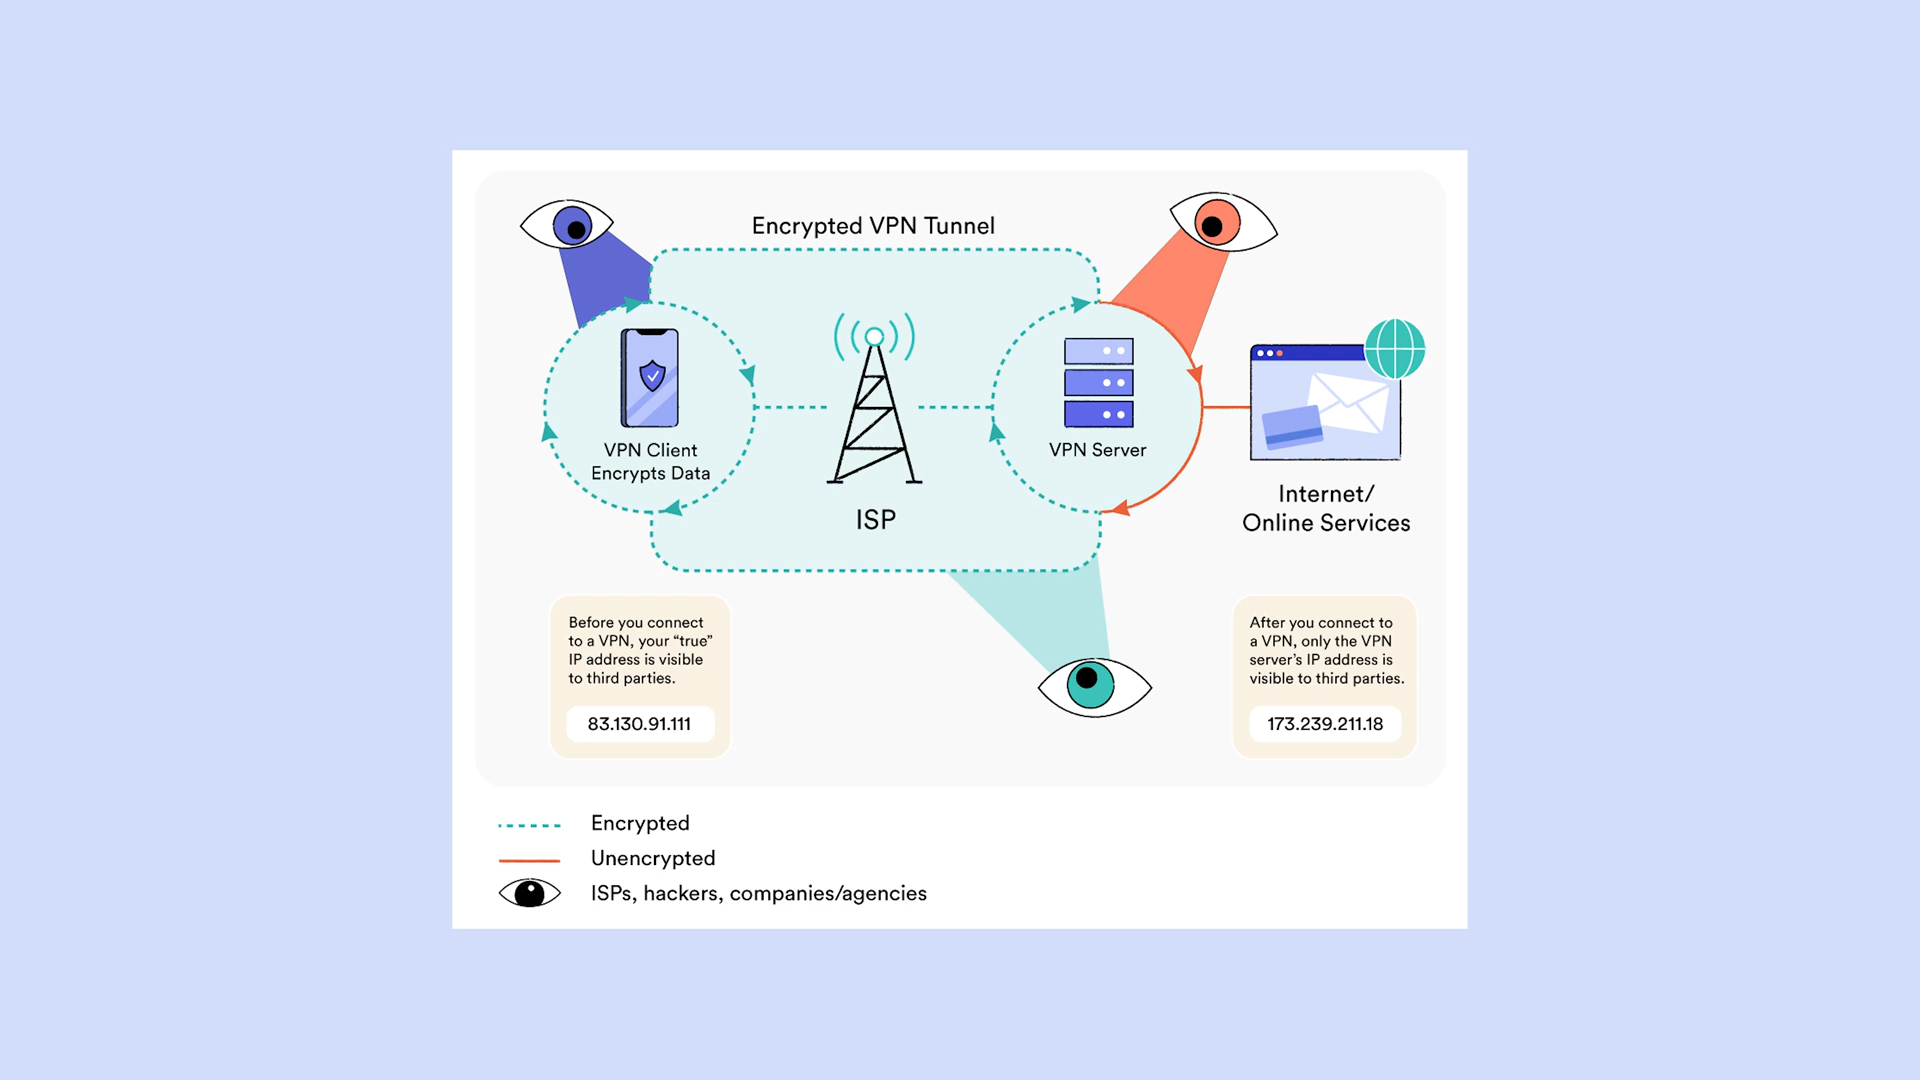 Encrypted VPN Tunnel
VPN Client
Encrypts Data
ISP
VPN Server
Internet/
Online Services
Before you connect
to a VPN, your “true”
IP address is visible
to third parties.
83.130.91.111
After you connect to
a VPN, only the VPN
server’s IP address is
visible to third parties.
173.239.211.18
Encrypted
Unencrypted
ISPs, hackers, companies/agencies